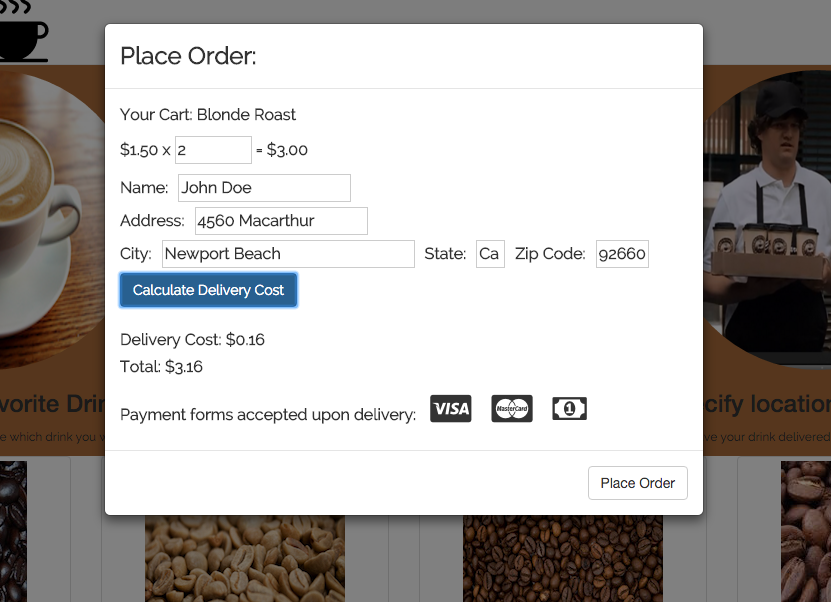 Place Order:
Your Cart: Blonde Roast
$1.50 x 2 = $3.00
Name: John Doe
Address: 4560 Macarthur
City: Newport Beach State: Ca Zip Code: 92660
Calculate Delivery Cost
Delivery Cost: $0.16
Total: $3.16
Payment forms accepted upon delivery: VISA MasterCard 1
Place Order
vorite Drin
cify location
e which drink you w
ve your drink delivered